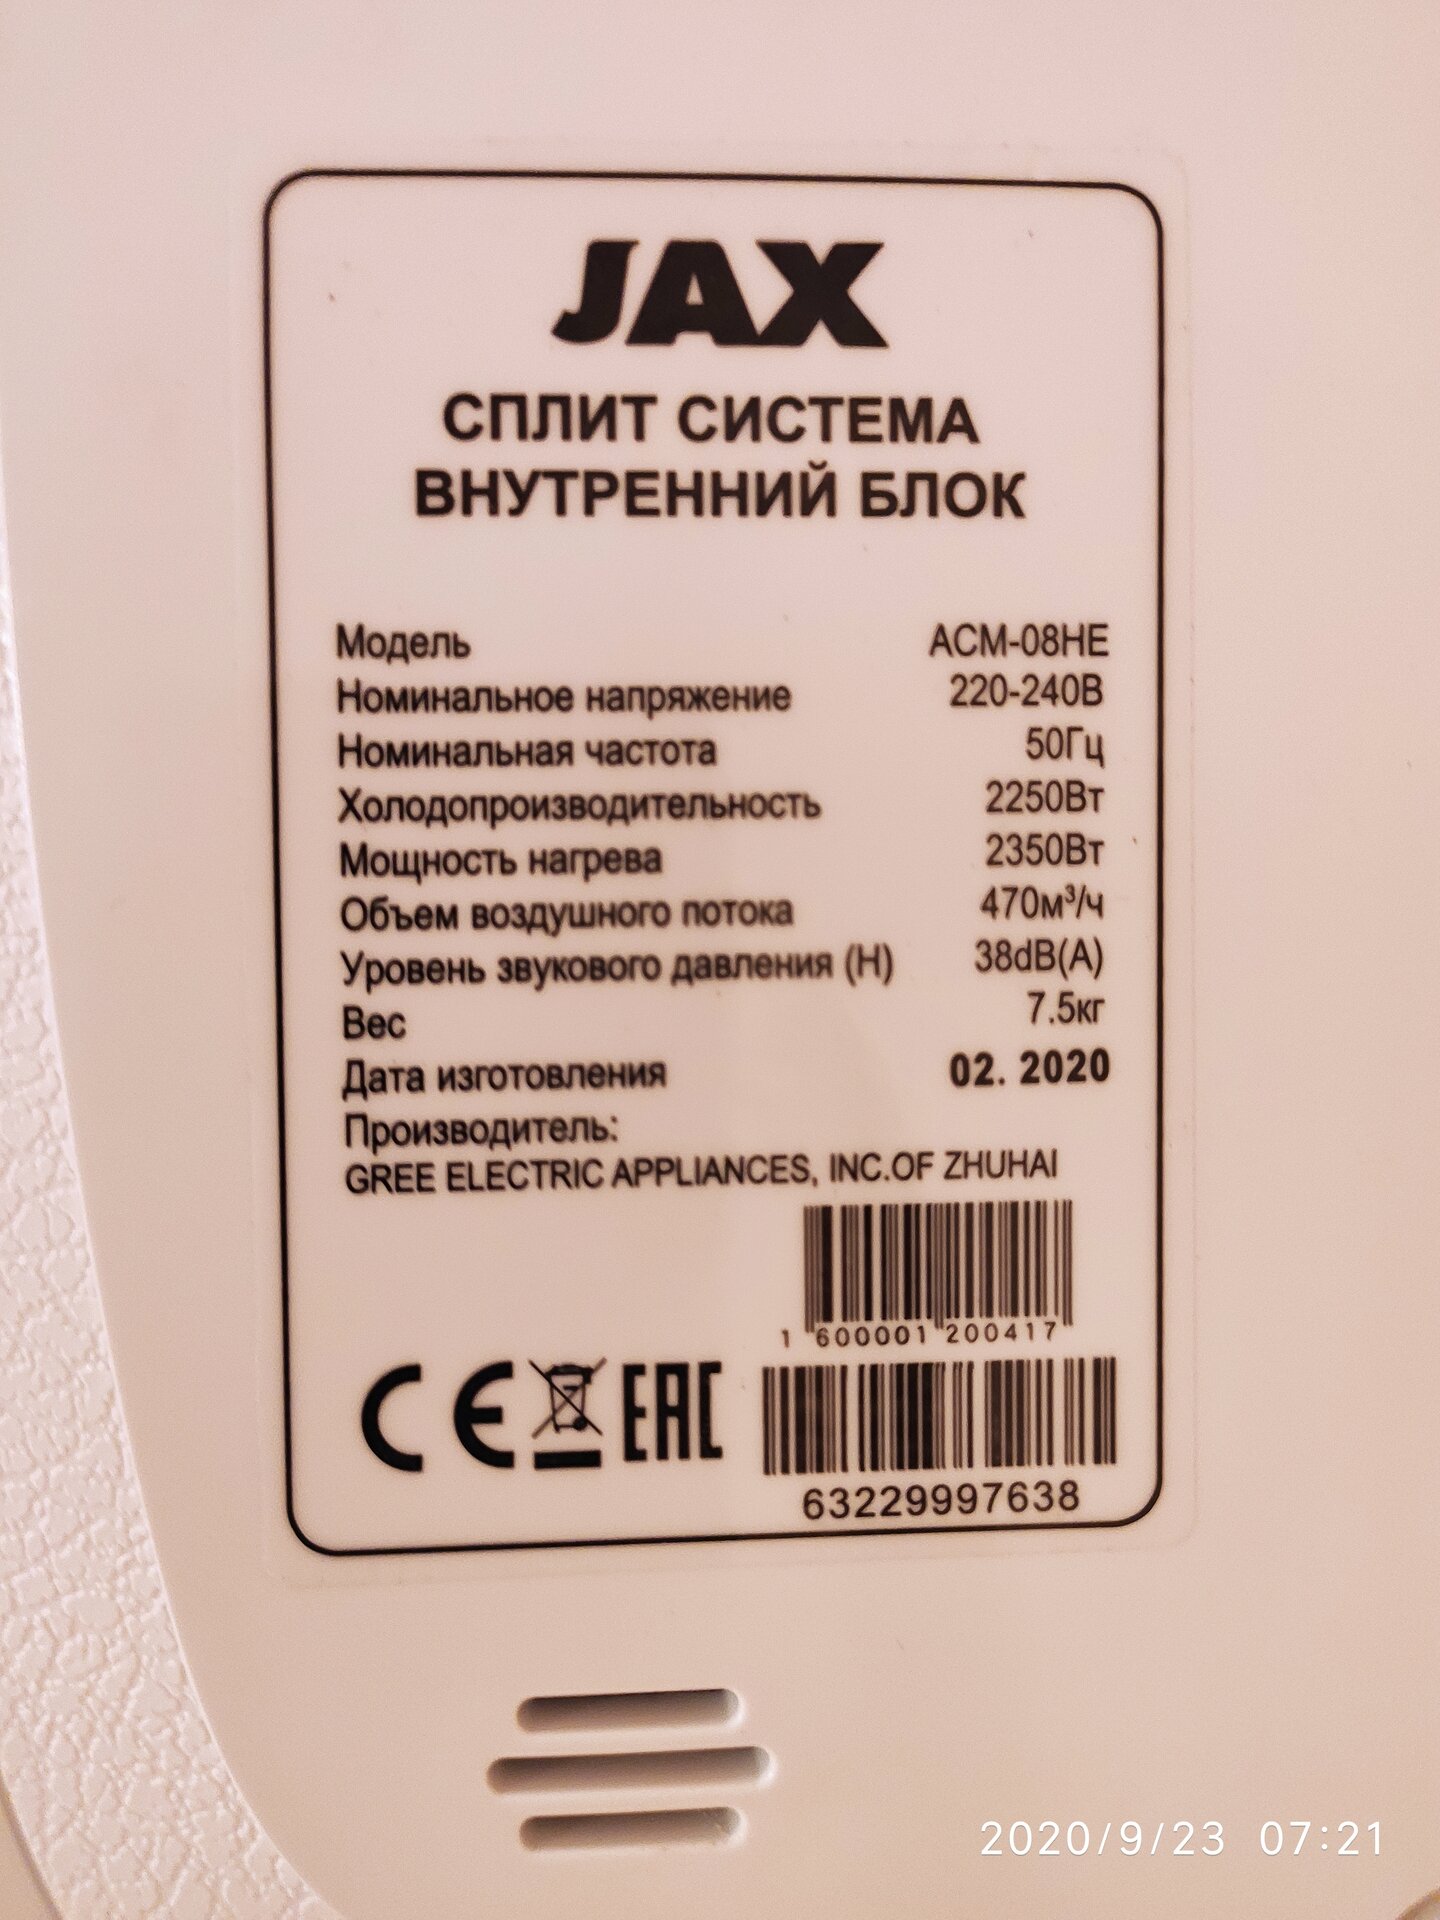 JAX
СПЛИТ СИСТЕМА
ВНУТРЕННИЙ БЛОК
Модель ACM-08HE
Номинальное напряжение 220-240В
Номинальная частота 50Гц
Холодопроизводительность 2250Вт
Мощность нагрева 2350Вт
Объем воздушного потока 470м³/ч
Уровень звукового давления (Н) 38dB(A)
Вес 7.5кг
Дата изготовления 02. 2020
Производитель:
GREE ELECTRIC APPLIANCES, INC.OF ZHUHAI
1 600001 200417
CE EAC
63229997638
2020/9/23 07:21